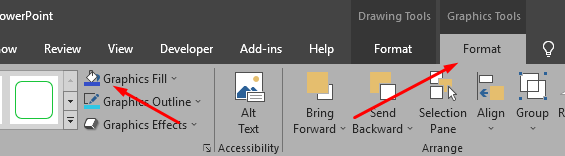 owerPoint
Drawing Tools
Graphics Tools
ow
Review
View
Developer
Add-ins
Help
Format
Format
Graphics Fill
Graphics Outline
Graphics Effects
Alt
Text
Bring
Forward
Send
Backward
Selection
Pane
Align
Group
R
Accessibility
Arrange